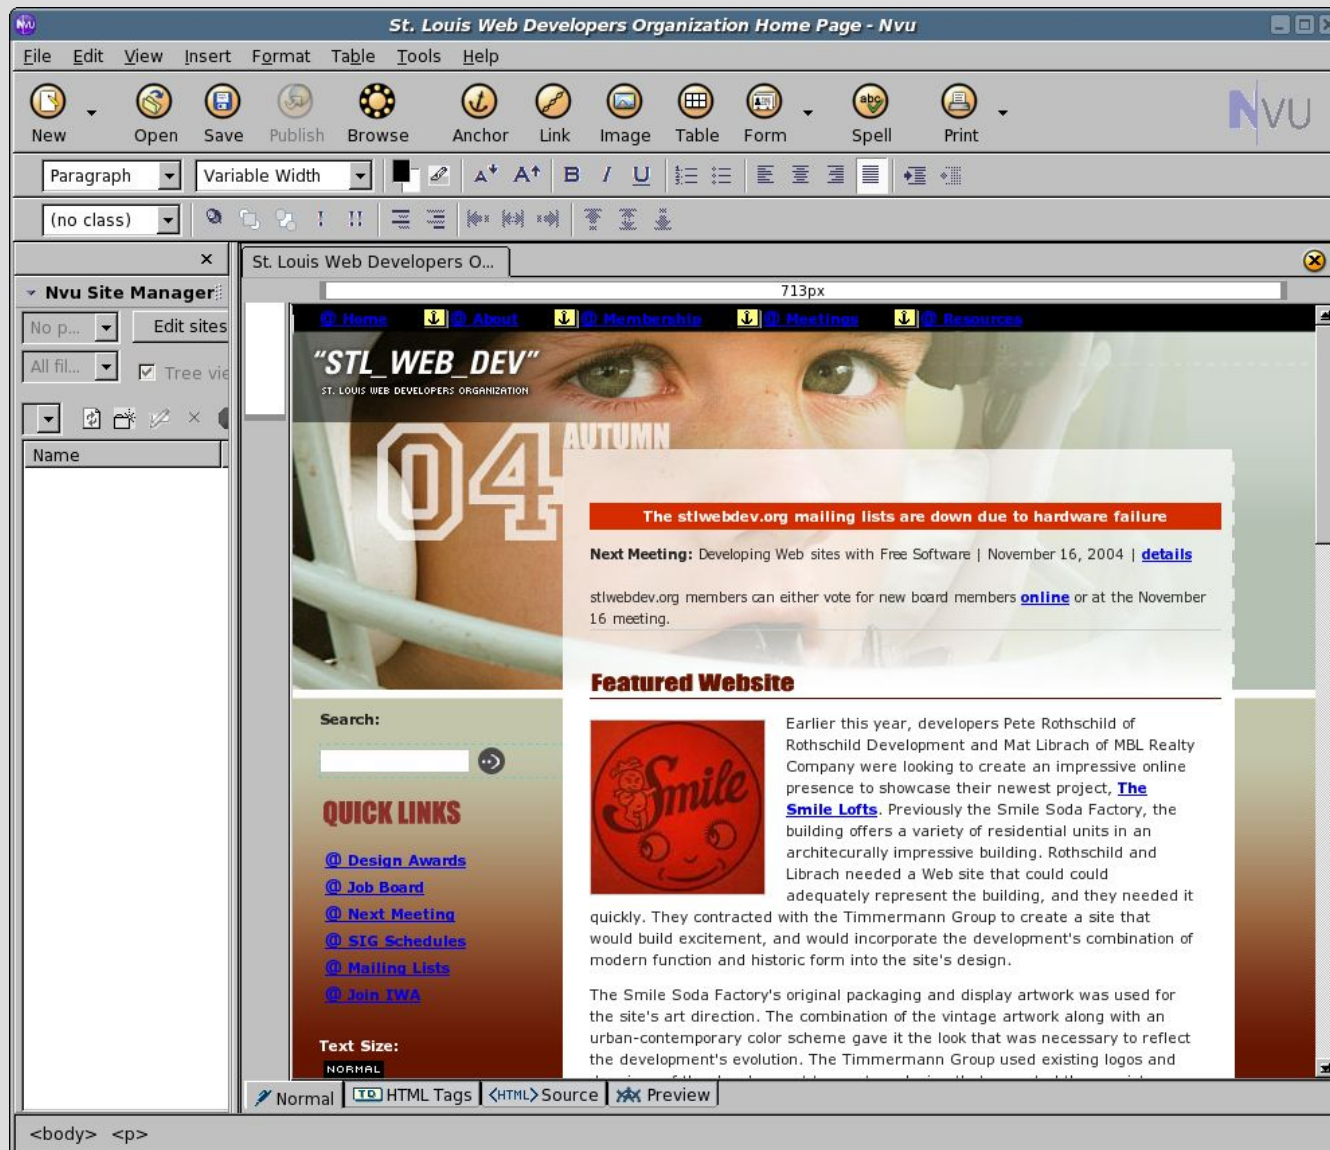 St. Louis Web Developers Organization Home Page - Nvu
File Edit View Insert Format Table Tools Help
New Open Save Publish Browse Anchor Link Image Table Form Spell Print
NVU
Paragraph Variable Width
(no class)
St. Louis Web Developers O...
Nvu Site Manager
713px
No p... Edit sites
All fil... Tree vie
Name
@ Home @ About @ Membership @ Meetings @ Resources
“STL_WEB_DEV”
ST. LOUIS WEB DEVELOPERS ORGANIZATION
04 AUTUMN
The stlwebdev.org mailing lists are down due to hardware failure
Next Meeting: Developing Web sites with Free Software | November 16, 2004 | details
stlwebdev.org members can either vote for new board members online or at the November
16 meeting.
Featured Website
Smile
Earlier this year, developers Pete Rothschild of
Rothschild Development and Mat Librach of MBL Realty
Company were looking to create an impressive online
presence to showcase their newest project, The
Smile Lofts. Previously the Smile Soda Factory, the
building offers a variety of residential units in an
architecurally impressive building. Rothschild and
Librach needed a Web site that could could
adequately represent the building, and they needed it
quickly. They contracted with the Timmermann Group to create a site that
would build excitement, and would incorporate the development's combination of
modern function and historic form into the site's design.
The Smile Soda Factory's original packaging and display artwork was used for
the site's art direction. The combination of the vintage artwork along with an
urban-contemporary color scheme gave it the look that was necessary to reflect
the development's evolution. The Timmermann Group used existing logos and
Search:
QUICK LINKS
@ Design Awards
@ Job Board
@ Next Meeting
@ SIG Schedules
@ Mailing Lists
@ Join IWA
Text Size:
NORMAL
Normal TD HTML Tags <HTML> Source Preview
<body> <p>